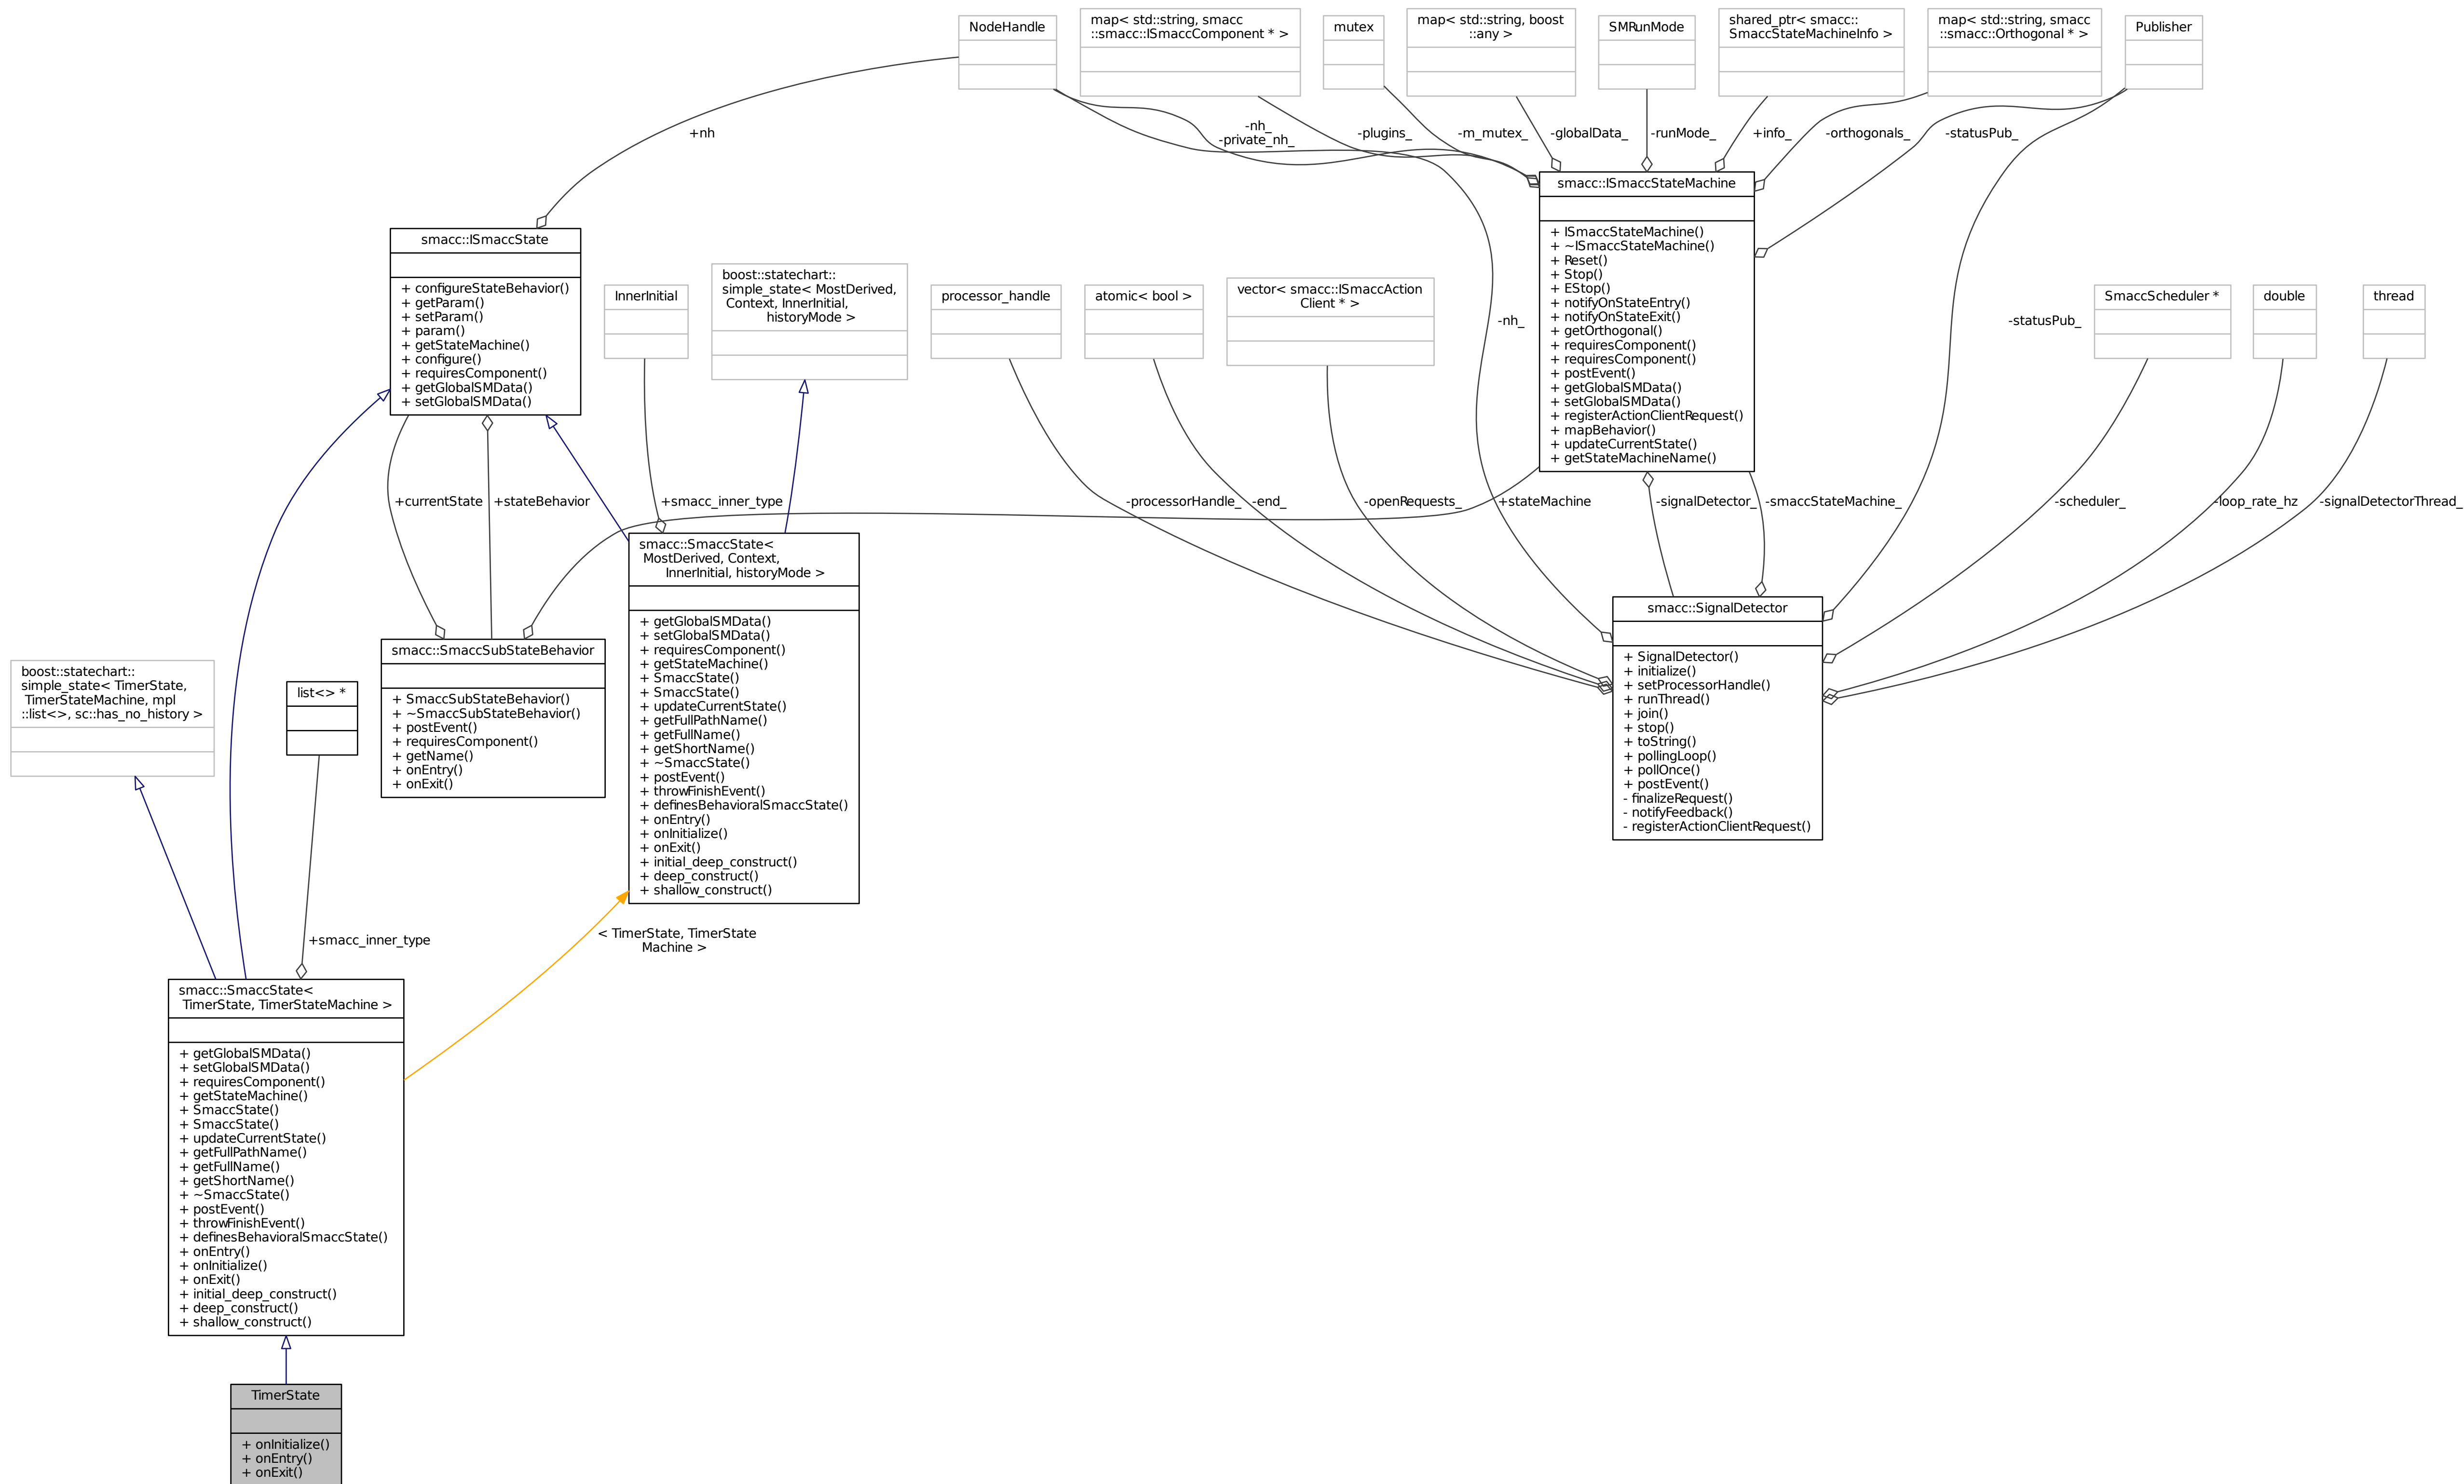 NodeHandle
map< std::string, smacc
::smacc::ISmaccComponent * >
mutex
map< std::string, boost
::any >
SMRunMode
shared_ptr< smacc::
SmaccStateMachineInfo >
map< std::string, smacc
::smacc::Orthogonal * >
Publisher
+nh
-nh_
-private_nh_
-plugins_
-m_mutex_
-globalData_
-runMode_
+info_
-orthogonals_
-statusPub_
smacc::ISmaccStateMachine
+ ISmaccStateMachine()
+ ~ISmaccStateMachine()
+ Reset()
+ Stop()
+ EStop()
+ notifyOnStateEntry()
+ notifyOnStateExit()
+ getOrthogonal()
+ requiresComponent()
+ requiresComponent()
+ postEvent()
+ getGlobalSMData()
+ setGlobalSMData()
+ registerActionClientRequest()
+ mapBehavior()
+ updateCurrentState()
+ getStateMachineName()
smacc::ISmaccState
+ configureStateBehavior()
+ getParam()
+ setParam()
+ param()
+ getStateMachine()
+ configure()
+ requiresComponent()
+ getGlobalSMData()
+ setGlobalSMData()
InnerInitial
boost::statechart::
simple_state< MostDerived,
Context, InnerInitial,
historyMode >
processor_handle
atomic< bool >
vector< smacc::ISmaccAction
Client * >
-nh_
-statusPub_
SmaccScheduler *
double
thread
+currentState
+stateBehavior
+smacc_inner_type
-processorHandle_
-end_
-openRequests_
+stateMachine
-signalDetector_
-smaccStateMachine_
-scheduler_
-loop_rate_hz
-signalDetectorThread_
smacc::SmaccState<
MostDerived, Context,
InnerInitial, historyMode >
+ getGlobalSMData()
+ setGlobalSMData()
+ requiresComponent()
+ getStateMachine()
+ SmaccState()
+ SmaccState()
+ updateCurrentState()
+ getFullPathName()
+ getFullName()
+ getShortName()
+ ~SmaccState()
+ postEvent()
+ throwFinishEvent()
+ definesBehavioralSmaccState()
+ onEntry()
+ onInitialize()
+ onExit()
+ initial_deep_construct()
+ deep_construct()
+ shallow_construct()
smacc::SignalDetector
+ SignalDetector()
+ initialize()
+ setProcessorHandle()
+ runThread()
+ join()
+ stop()
+ toString()
+ pollingLoop()
+ pollOnce()
+ postEvent()
- finalizeRequest()
- notifyFeedback()
- registerActionClientRequest()
smacc::SmaccSubStateBehavior
+ SmaccSubStateBehavior()
+ ~SmaccSubStateBehavior()
+ postEvent()
+ requiresComponent()
+ getName()
+ onEntry()
+ onExit()
boost::statechart::
simple_state< TimerState,
TimerStateMachine, mpl
::list<>, sc::has_no_history >
list<> *
+smacc_inner_type
< TimerState, TimerState
Machine >
smacc::SmaccState<
TimerState, TimerStateMachine >
+ getGlobalSMData()
+ setGlobalSMData()
+ requiresComponent()
+ getStateMachine()
+ SmaccState()
+ SmaccState()
+ updateCurrentState()
+ getFullPathName()
+ getFullName()
+ getShortName()
+ ~SmaccState()
+ postEvent()
+ throwFinishEvent()
+ definesBehavioralSmaccState()
+ onEntry()
+ onInitialize()
+ onExit()
+ initial_deep_construct()
+ deep_construct()
+ shallow_construct()
TimerState
+ onInitialize()
+ onEntry()
+ onExit()